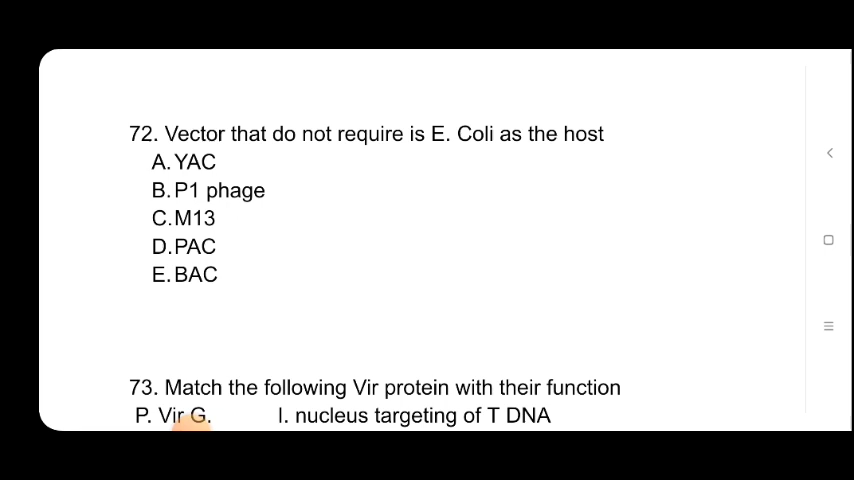 72. Vector that do not require is E. Coli as the host
A. YAC
B. P1 phage
C. M13
D. PAC
E. BAC
73. Match the following Vir protein with their function
P. Vir G. I. nucleus targeting of T DNA